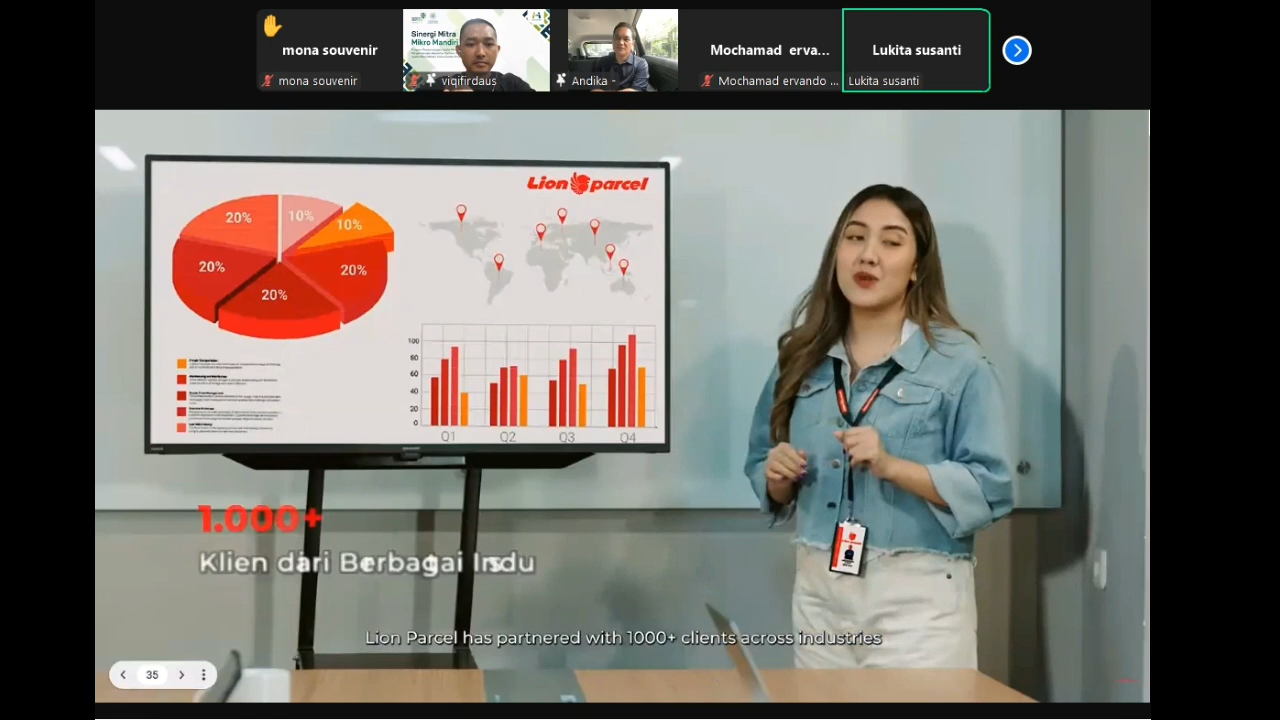 mona souvenir
mona souvenir
Sinergi Mitra
Mikro Mandiri
viqifirdaus
Andika -
Mochamad erva...
Mochamad ervando ...
Lukita susanti
Lukita susanti
Lion parcel
20%
10%
10%
20%
20%
20%
100
80
60
40
20
0
Q1
Q2
Q3
Q4
1.000+
Klien dari Berbagai Indu
Lion Parcel has partnered with 1000+ clients across industries
35